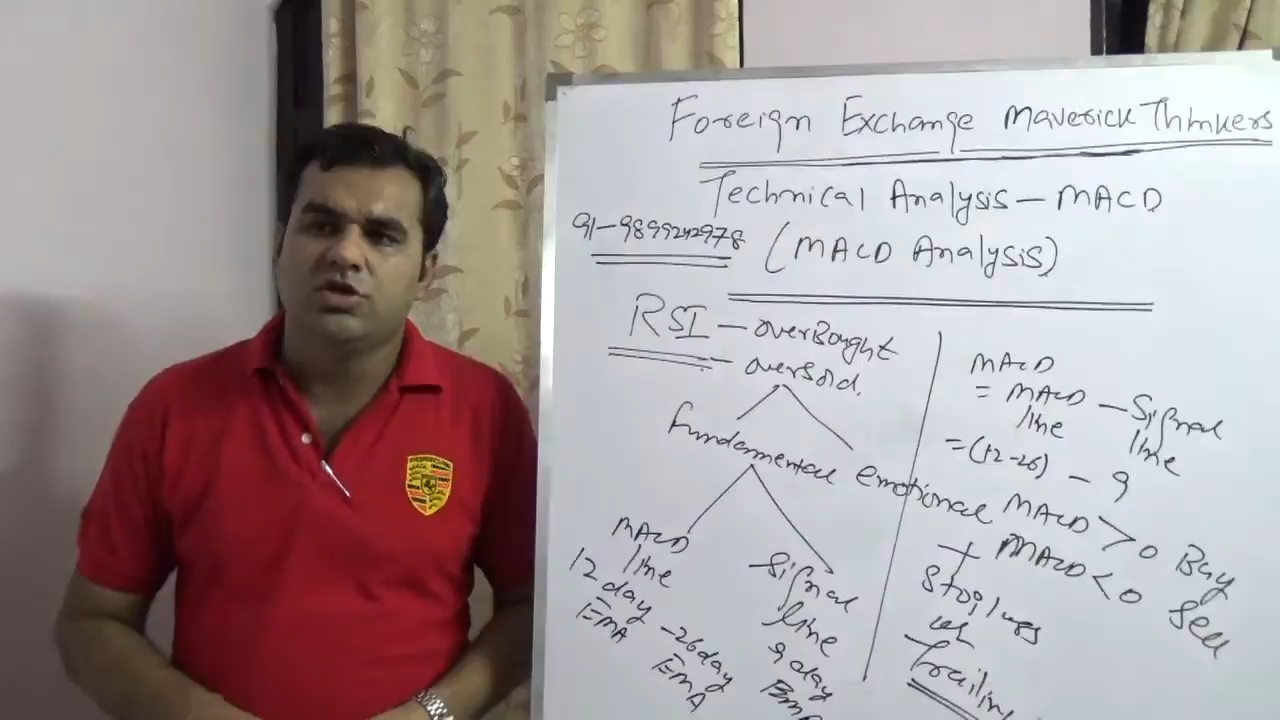 Foreign Exchange Maverick Thinkers
Technical Analysis - MACD
91-9899242978
(MACD Analysis)
RSI - overBought
- oversold.
Fundamental emotional
MACD line
12 day EMA
-26 day EMA
Signal line
9 day EMA
MACD
= MACD line - Signal line
= (12-26) - 9
MACD > 0 Buy
+ MACD < 0 Sell
Stoploss
Trailing